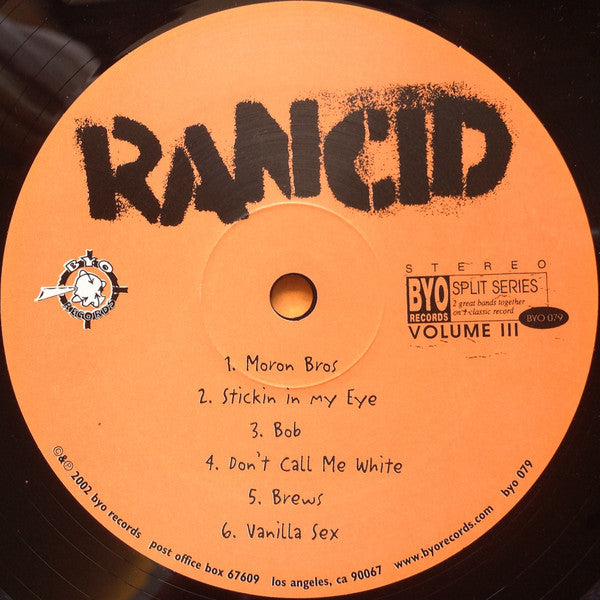 RANCID
BYO
RECORDS
STEREO
BYO
RECORDS
SPLIT SERIES
2 great bands together
on 1 classic record
BYO 079
VOLUME III
1. Moron Bros
2. Stickin in my Eye
3. Bob
4. Don't Call Me White
5. Brews
6. Vanilla Sex
©&℗ 2002 byo records post office box 67609 los angeles, ca 90067 www.byorecords.com byo 079